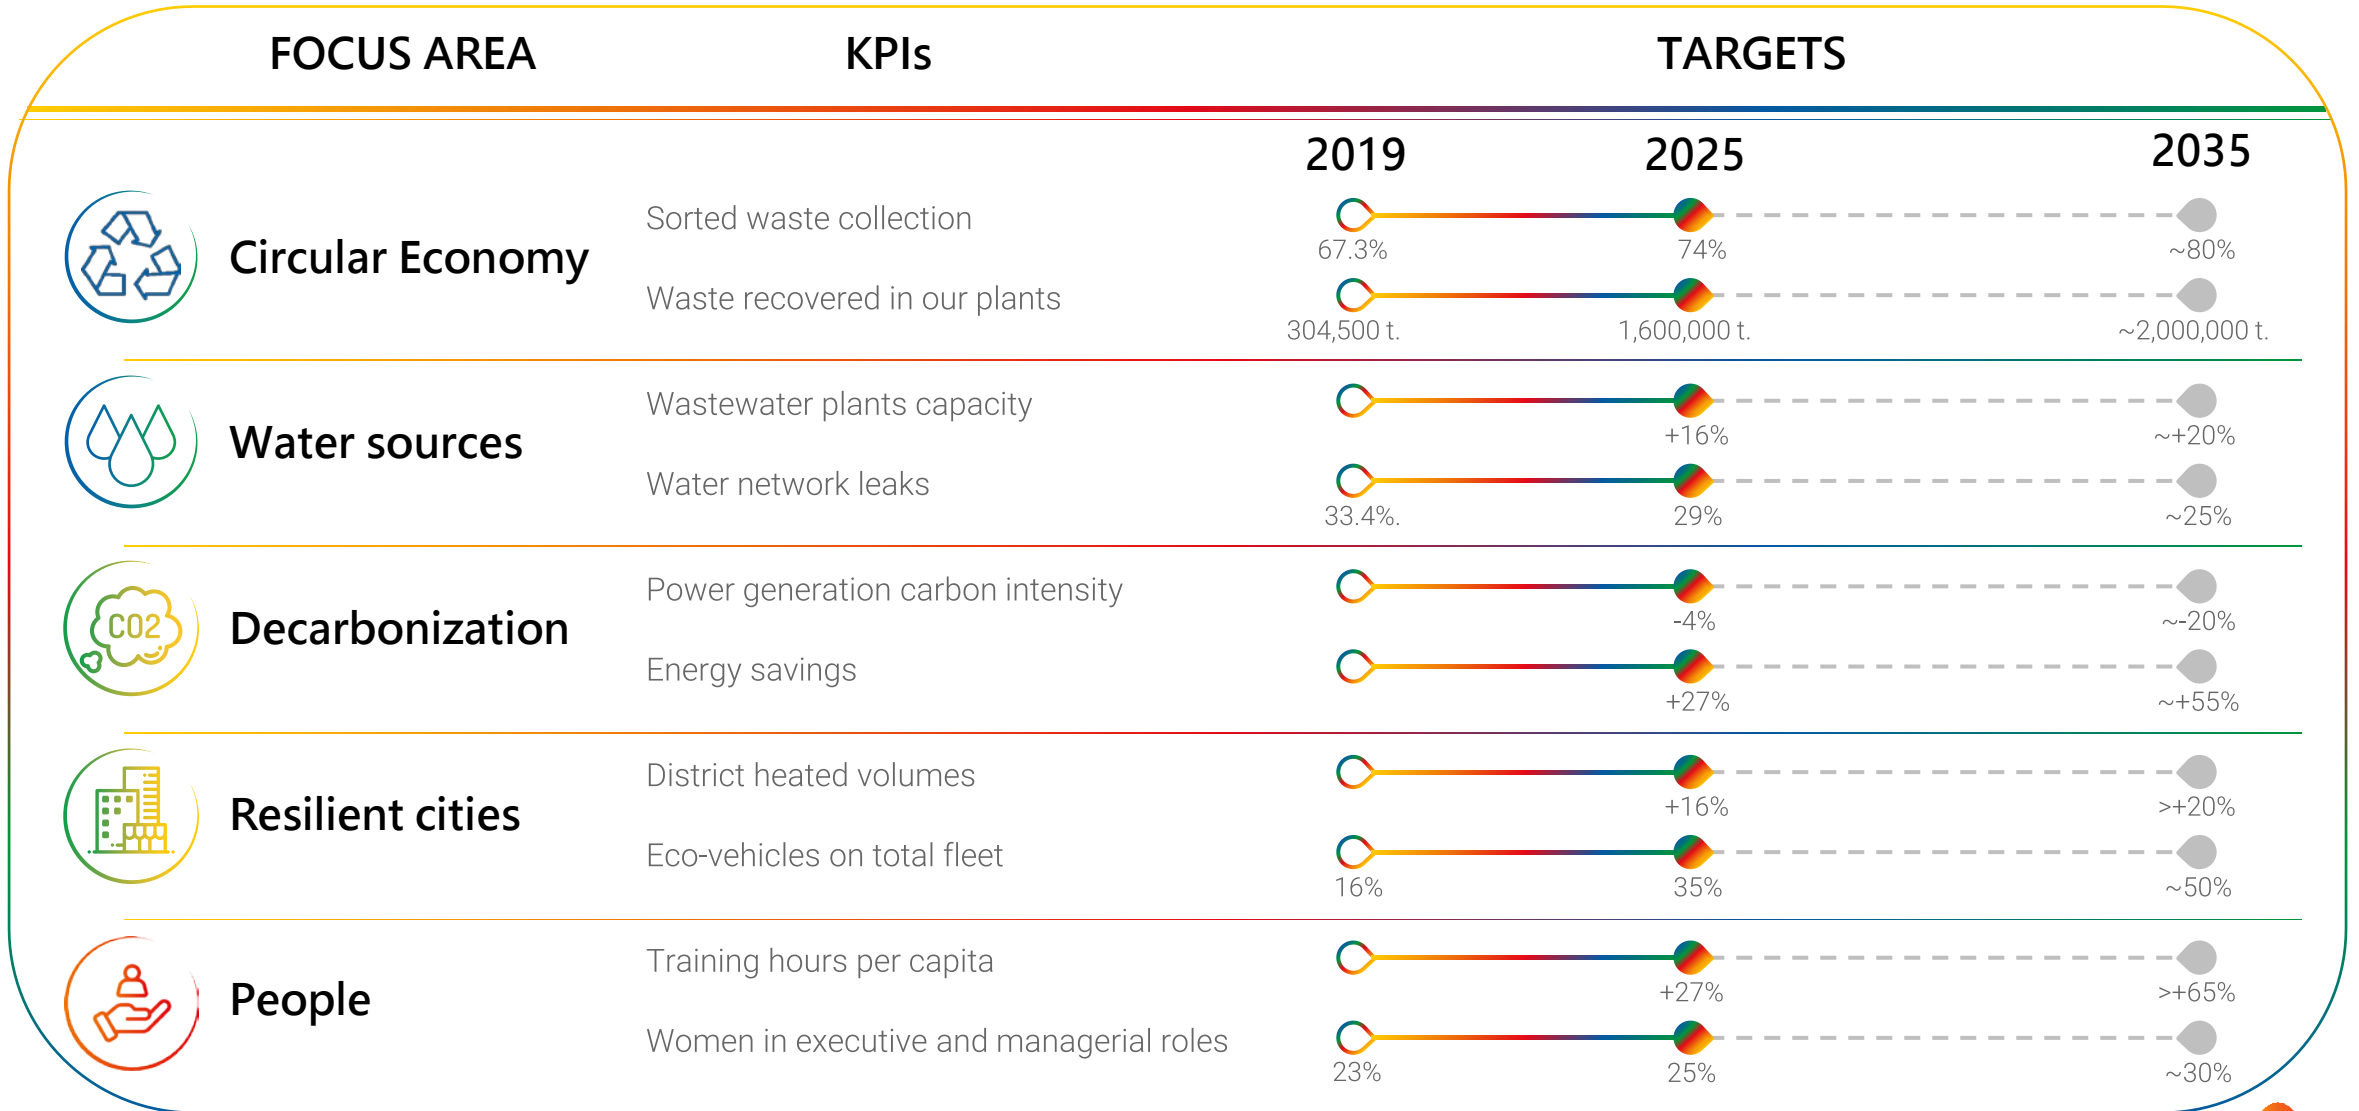 FOCUS AREA KPIs TARGETS
2019 2025 2035
Circular Economy
Sorted waste collection
67.3% 74% ~80%
Waste recovered in our plants
304,500 t. 1,600,000 t. ~2,000,000 t.
Water sources
Wastewater plants capacity
+16% ~+20%
Water network leaks
33.4%. 29% ~25%
CO2
Decarbonization
Power generation carbon intensity
-4% ~-20%
Energy savings
+27% ~+55%
Resilient cities
District heated volumes
+16% >+20%
Eco-vehicles on total fleet
16% 35% ~50%
People
Training hours per capita
+27% >+65%
Women in executive and managerial roles
23% 25% ~30%